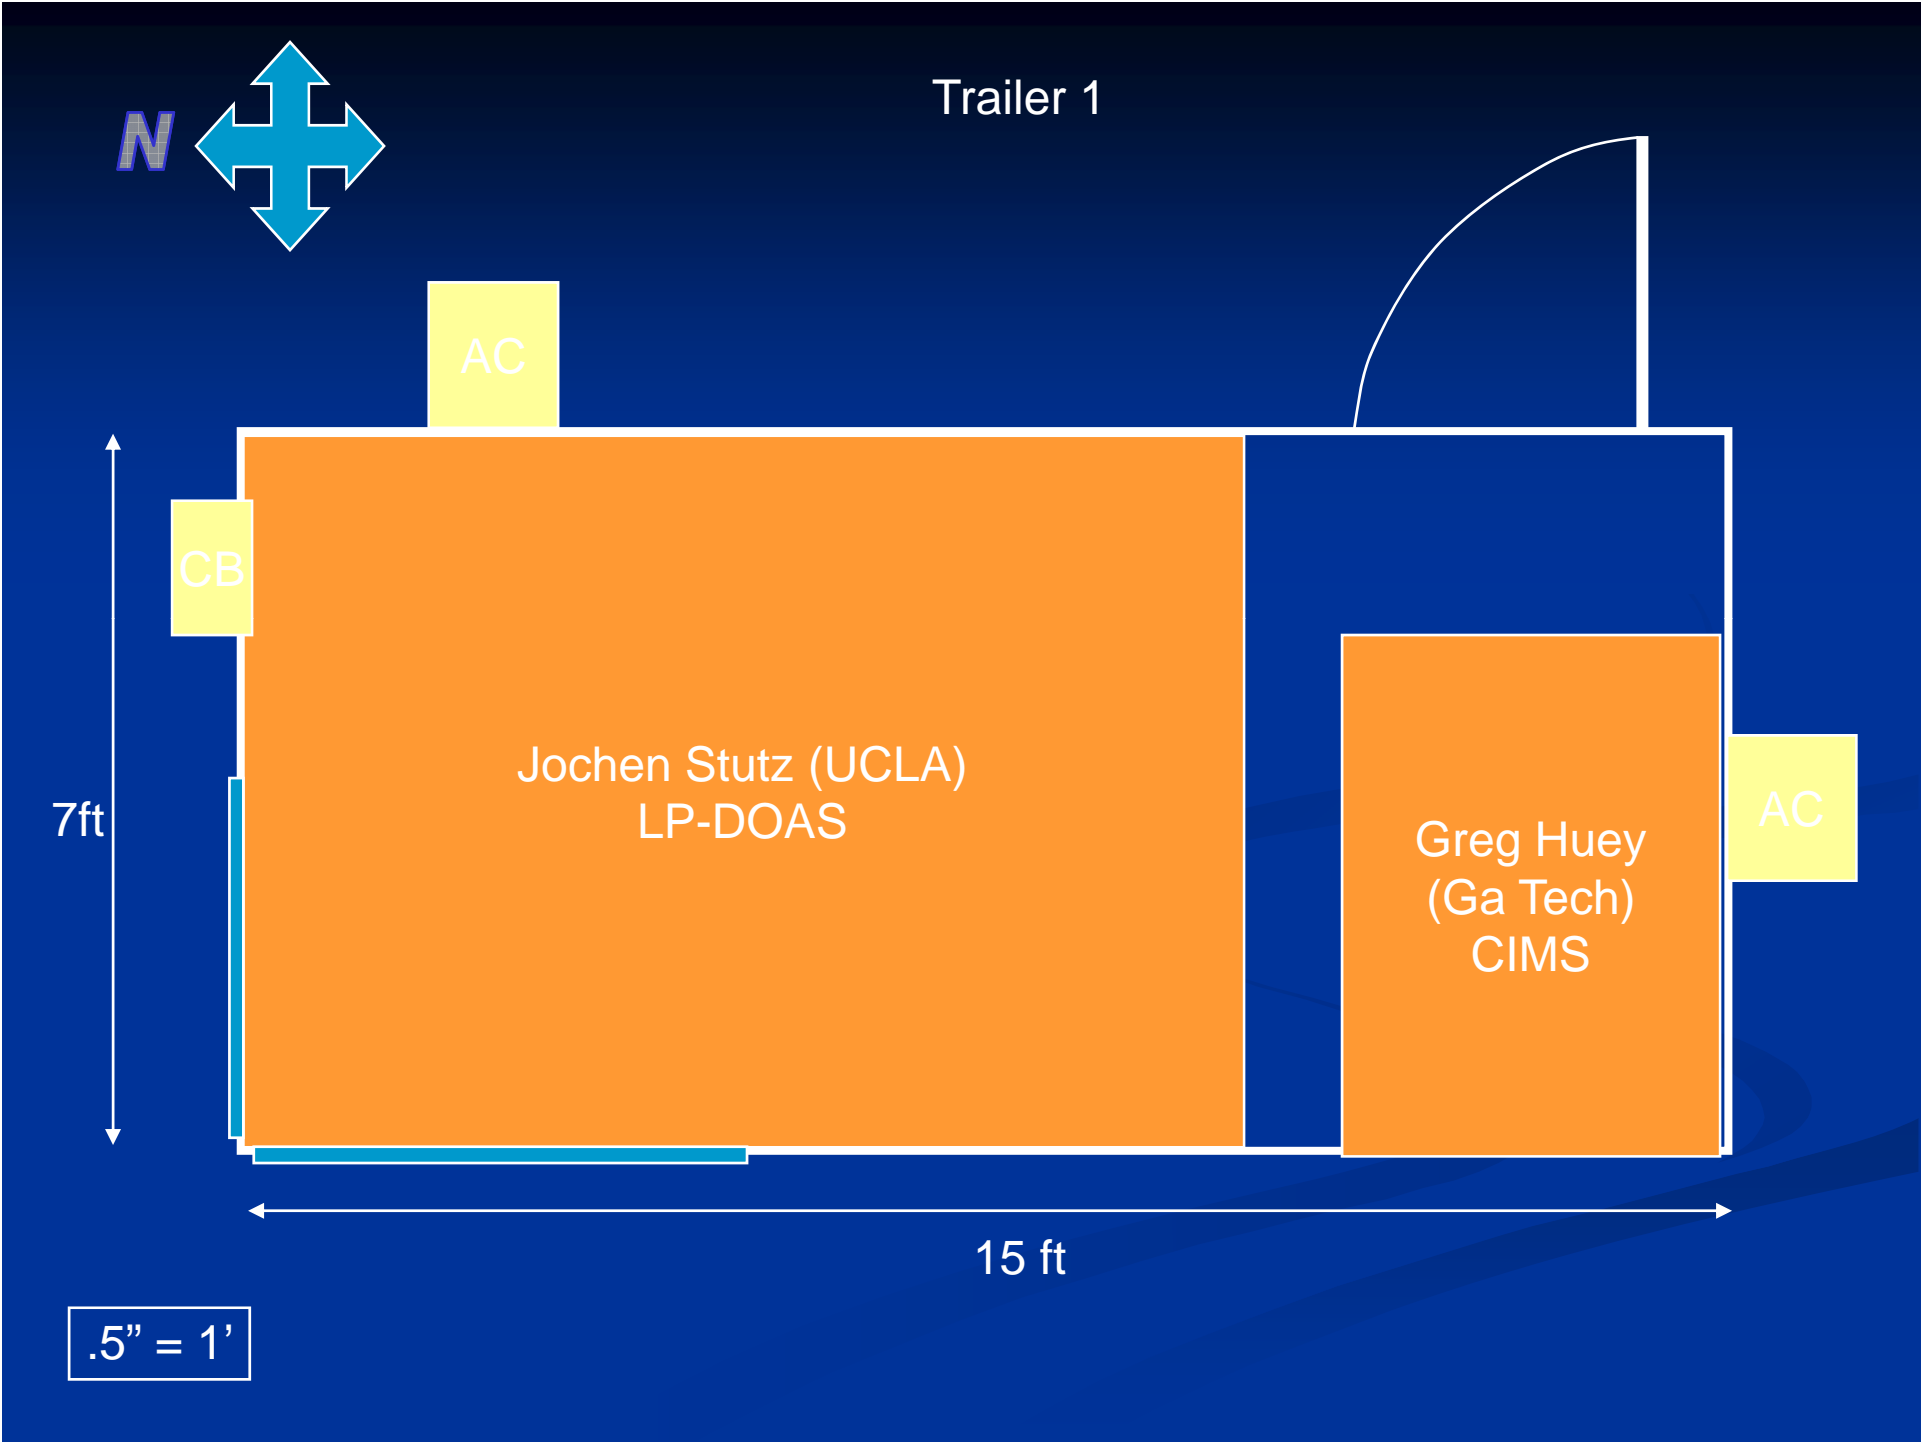 Trailer 1
N
AC
CB
Jochen Stutz (UCLA)
LP-DOAS
7ft
Greg Huey
(Ga Tech)
CIMS
AC
15 ft
.5” = 1’